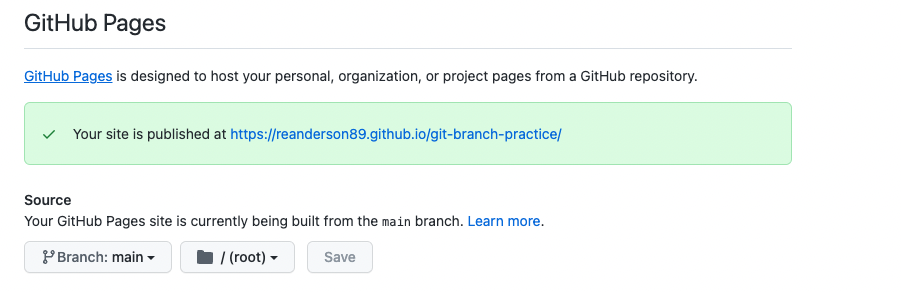 GitHub Pages
GitHub Pages is designed to host your personal, organization, or project pages from a GitHub repository.
Your site is published at https://reanderson89.github.io/git-branch-practice/
Source
Your GitHub Pages site is currently being built from the main branch. Learn more.
Branch: main / (root) Save